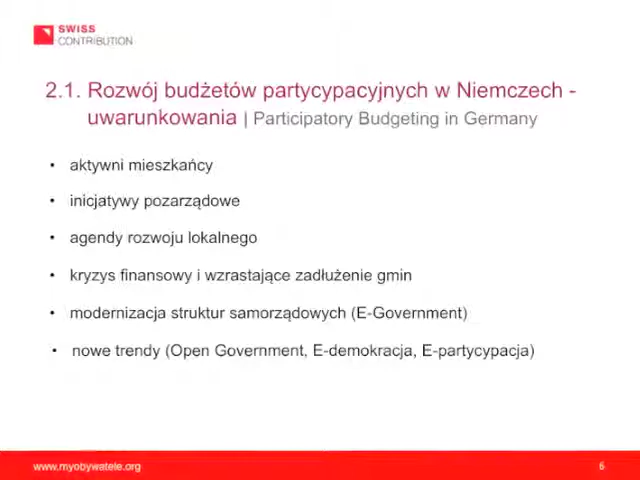 SWISS
CONTRIBUTION
2.1. Rozwój budżetów partycypacyjnych w Niemczech -
uwarunkowania | Participatory Budgeting in Germany
• aktywni mieszkańcy
• inicjatywy pozarządowe
• agendy rozwoju lokalnego
• kryzys finansowy i wzrastające zadłużenie gmin
• modernizacja struktur samorządowych (E-Government)
• nowe trendy (Open Government, E-demokracja, E-partycypacja)
www.myobywatele.org 6